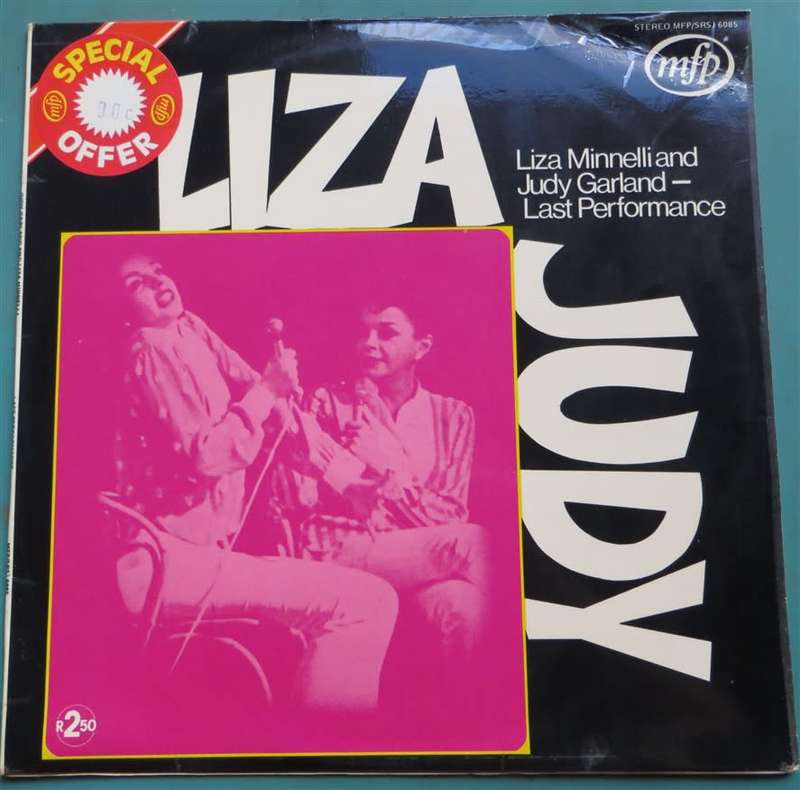 STEREO MFP/SRSJ 6085
mfp
SPECIAL
mfp
90c
mfp
OFFER
LIZA
Liza Minnelli and
Judy Garland –
Last Performance
JUDY
R2 50